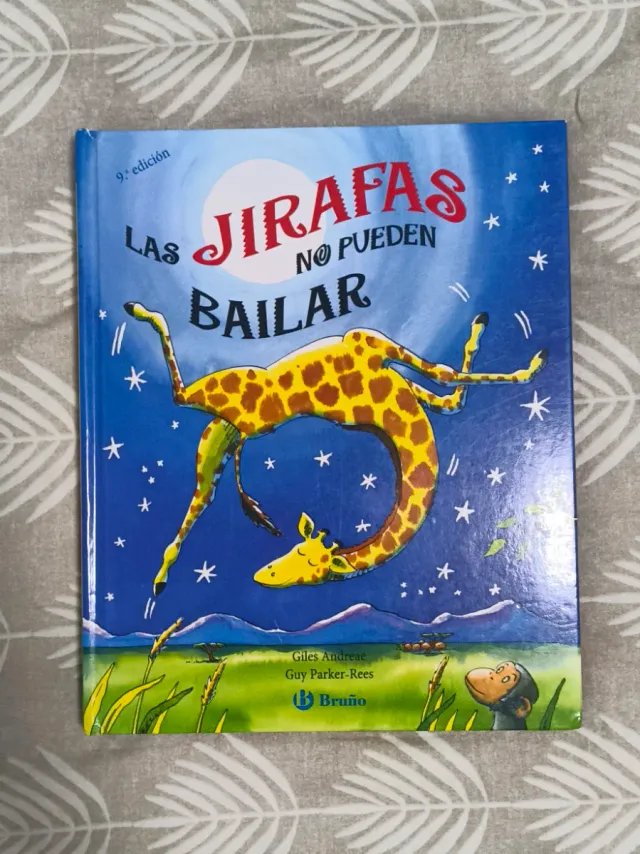 9.ª edición
LAS JIRAFAS
NO PUEDEN
BAILAR
Giles Andreae
Guy Parker-Rees
B Bruño